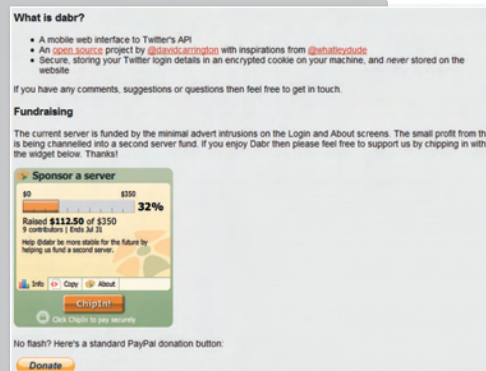 What is dabr?
A mobile web interface to Twitter's API
An open source project by @davidcarrington with inspirations from @whatleydude
Secure, storing your Twitter login details in an encrypted cookie on your machine, and never stored on the
website
If you have any comments, suggestions or questions then feel free to get in touch.
Fundraising
The current server is funded by the minimal advert intrusions on the Login and About screens. The small profit from th
is being channelled into a second server fund. If you enjoy Dabr then please feel free to support us by chipping in with
the widget below. Thanks!
Sponsor a server
$0 $350
32%
Raised $112.50 of $350
9 contributors | Ends Jul 31
Help @dabr be more stable for the future by
helping us fund a second server.
Info Copy About
ChipIn!
Click ChipIn to pay securely
No flash? Here's a standard PayPal donation button:
Donate